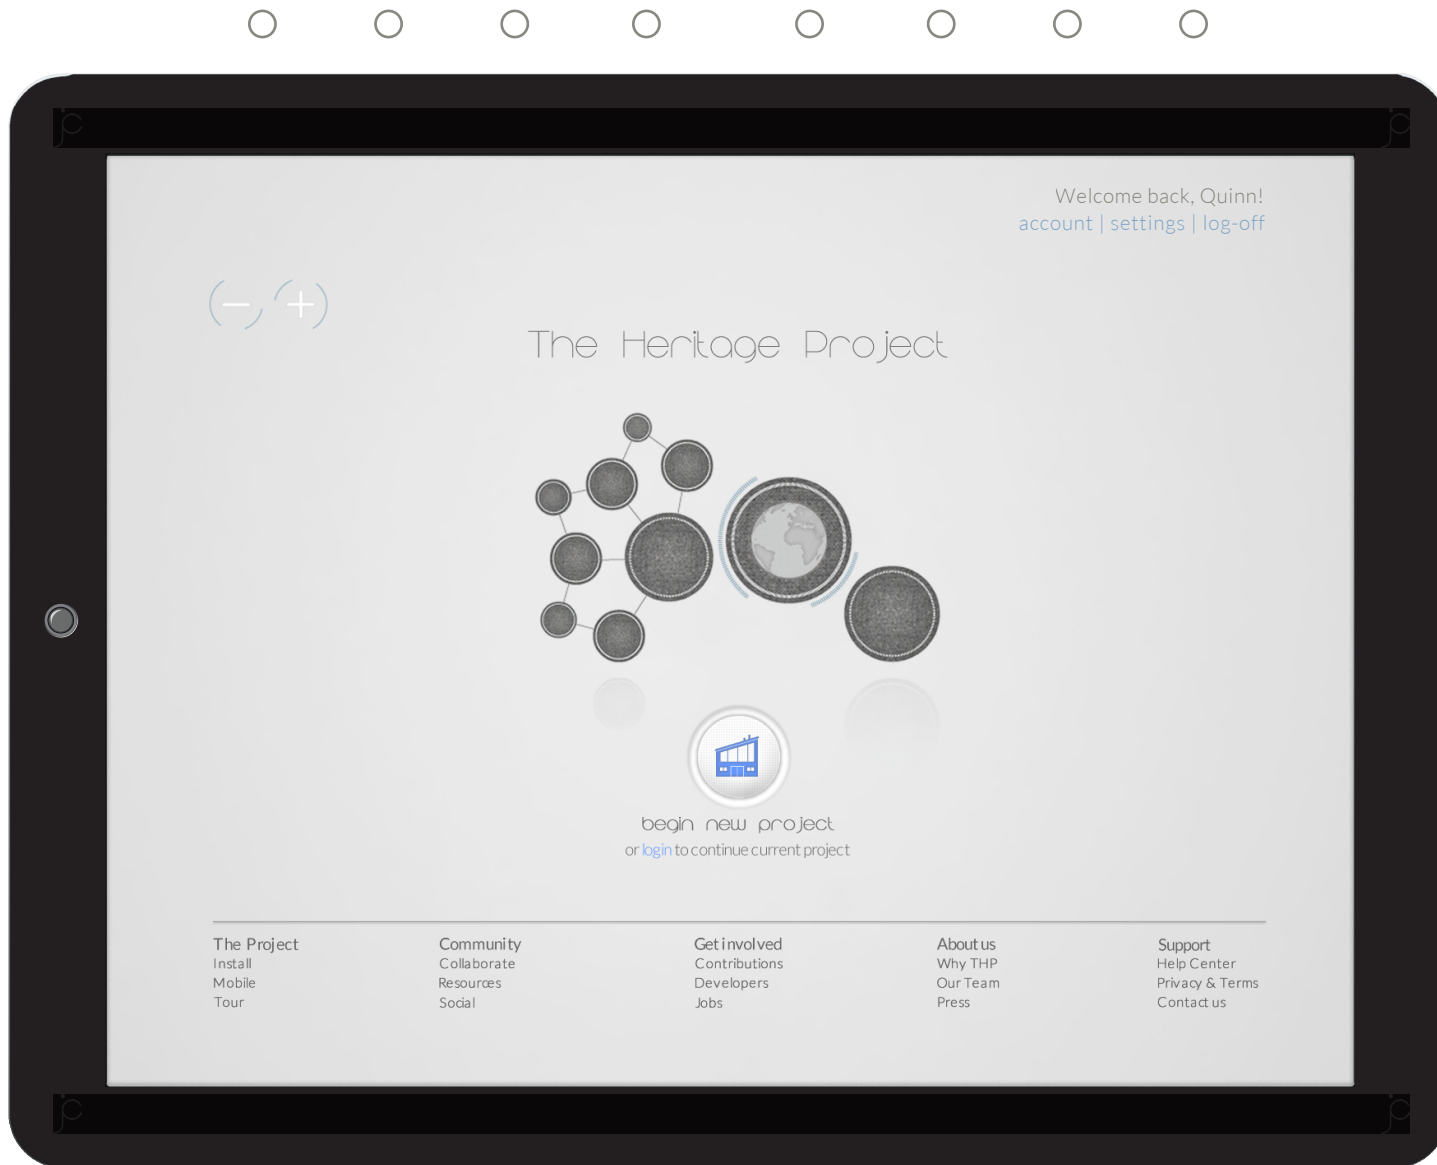 Welcome back, Quinn!
account | settings | log-off
The Heritage Project
begin new project
or login to continue current project
The Project
Install
Mobile
Tour
Community
Collaborate
Resources
Social
Get involved
Contributions
Developers
Jobs
About us
Why THP
Our Team
Press
Support
Help Center
Privacy & Terms
Contact us